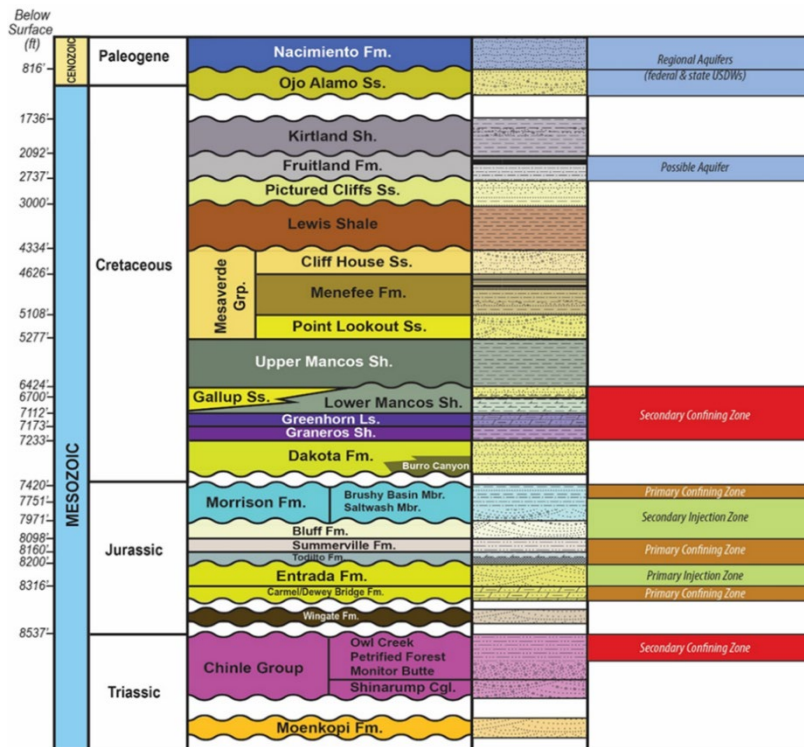 Below
Surface
(ft)
816'
1736'
2092'
2737'
3000'
4334'
4626'
5108'
5277'
6424'
6700'
7112'
7173'
7233'
7420'
7751'
7971'
8098'
8160'
8200'
8316'
8537'
CENOZOIC
MESOZOIC
Paleogene
Cretaceous
Jurassic
Triassic
Nacimiento Fm.
Ojo Alamo Ss.
Kirtland Sh.
Fruitland Fm.
Pictured Cliffs Ss.
Lewis Shale
Mesaverde
Grp.
Cliff House Ss.
Menefee Fm.
Point Lookout Ss.
Upper Mancos Sh.
Gallup Ss.
Lower Mancos Sh.
Greenhorn Ls.
Graneros Sh.
Dakota Fm.
Burro Canyon
Morrison Fm.
Brushy Basin Mbr.
Saltwash Mbr.
Bluff Fm.
Summerville Fm.
Todilto Fm.
Entrada Fm.
Carmel/Dewey Bridge Fm.
Wingate Fm.
Chinle Group
Owl Creek
Petrified Forest
Monitor Butte
Shinarump Cgl.
Moenkopi Fm.
Regional Aquifers
(federal & state USDWs)
Possible Aquifer
Secondary Confining Zone
Primary Confining Zone
Secondary Injection Zone
Primary Confining Zone
Primary Injection Zone
Primary Confining Zone
Secondary Confining Zone